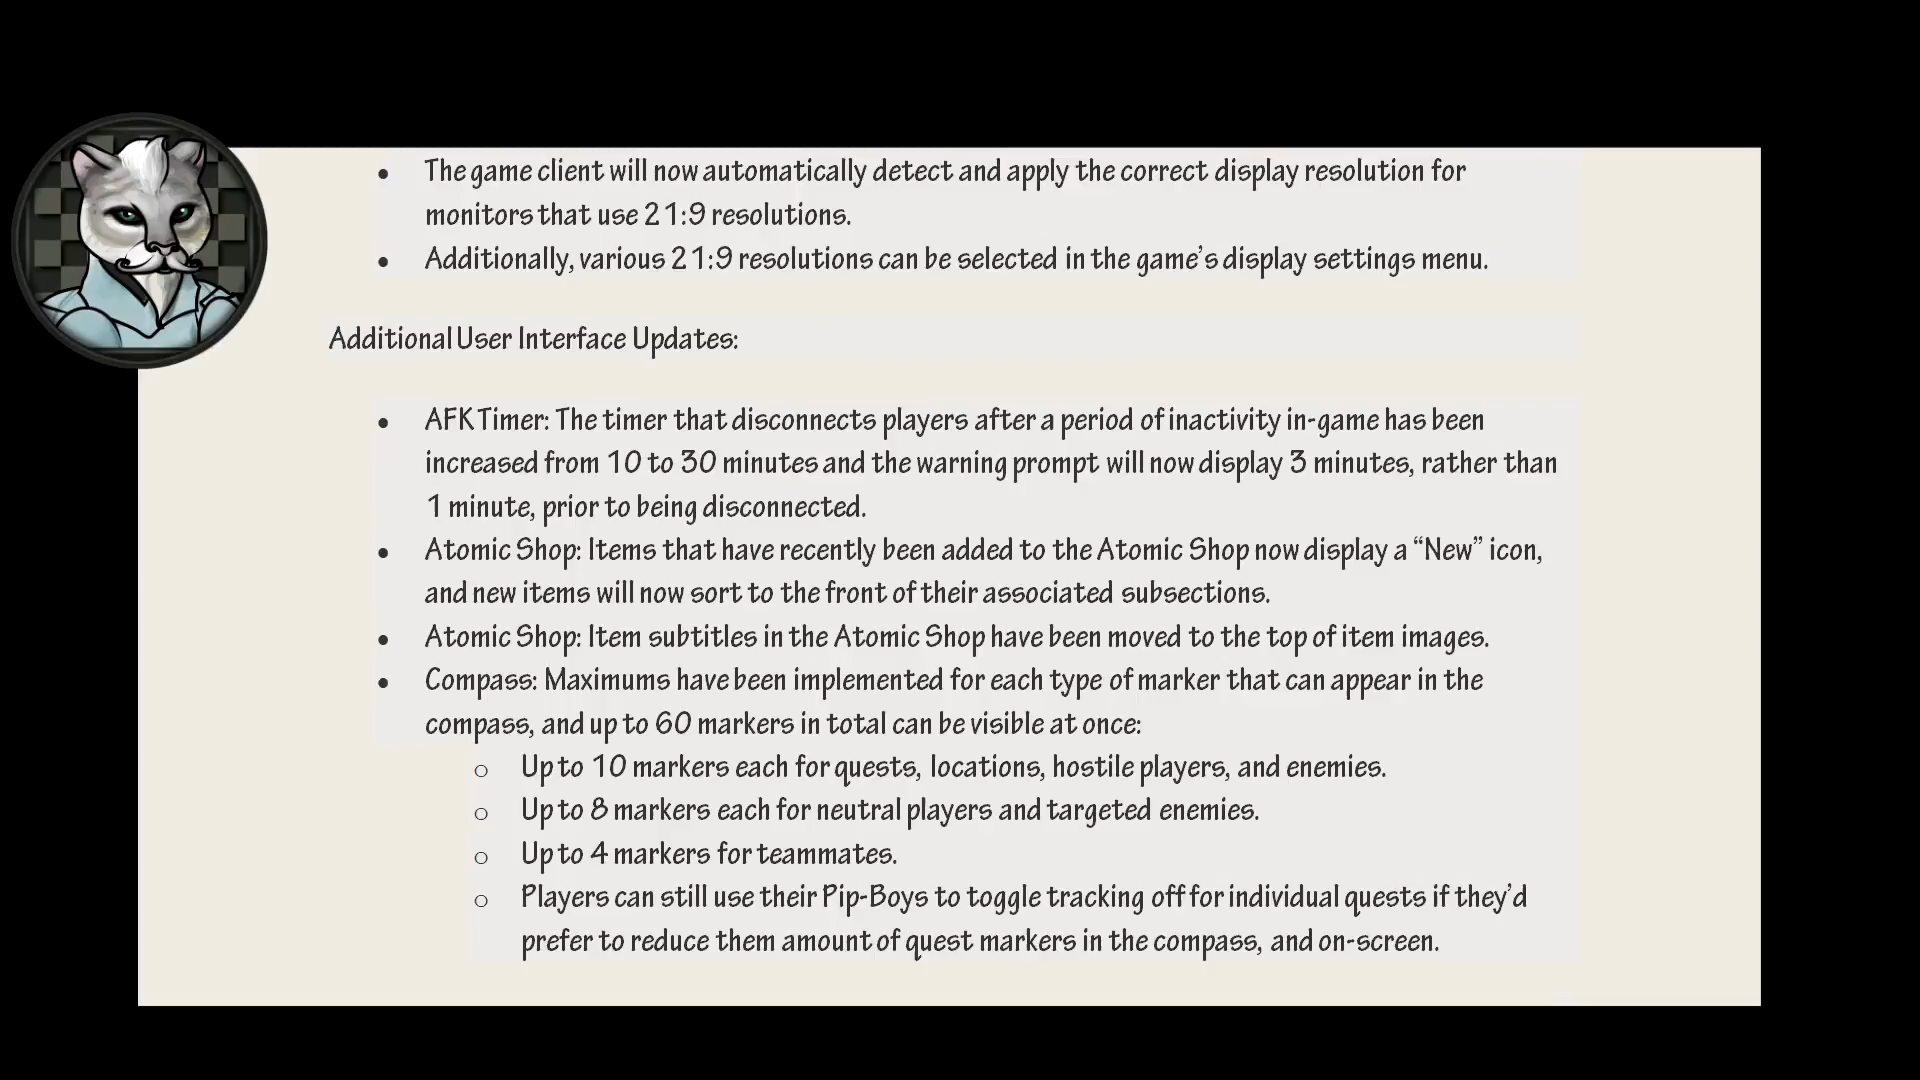 The game client will now automatically detect and apply the correct display resolution for
monitors that use 21:9 resolutions.
Additionally, various 21:9 resolutions can be selected in the game's display settings menu.
Additional User Interface Updates:
AFK Timer: The timer that disconnects players after a period of inactivity in-game has been
increased from 10 to 30 minutes and the warning prompt will now display 3 minutes, rather than
1 minute, prior to being disconnected.
Atomic Shop: Items that have recently been added to the Atomic Shop now display a “New” icon,
and new items will now sort to the front of their associated subsections.
Atomic Shop: Item subtitles in the Atomic Shop have been moved to the top of item images.
Compass: Maximums have been implemented for each type of marker that can appear in the
compass, and up to 60 markers in total can be visible at once:
Up to 10 markers each for quests, locations, hostile players, and enemies.
Up to 8 markers each for neutral players and targeted enemies.
Up to 4 markers for teammates.
Players can still use their Pip-Boys to toggle tracking off for individual quests if they'd
prefer to reduce them amount of quest markers in the compass, and on-screen.